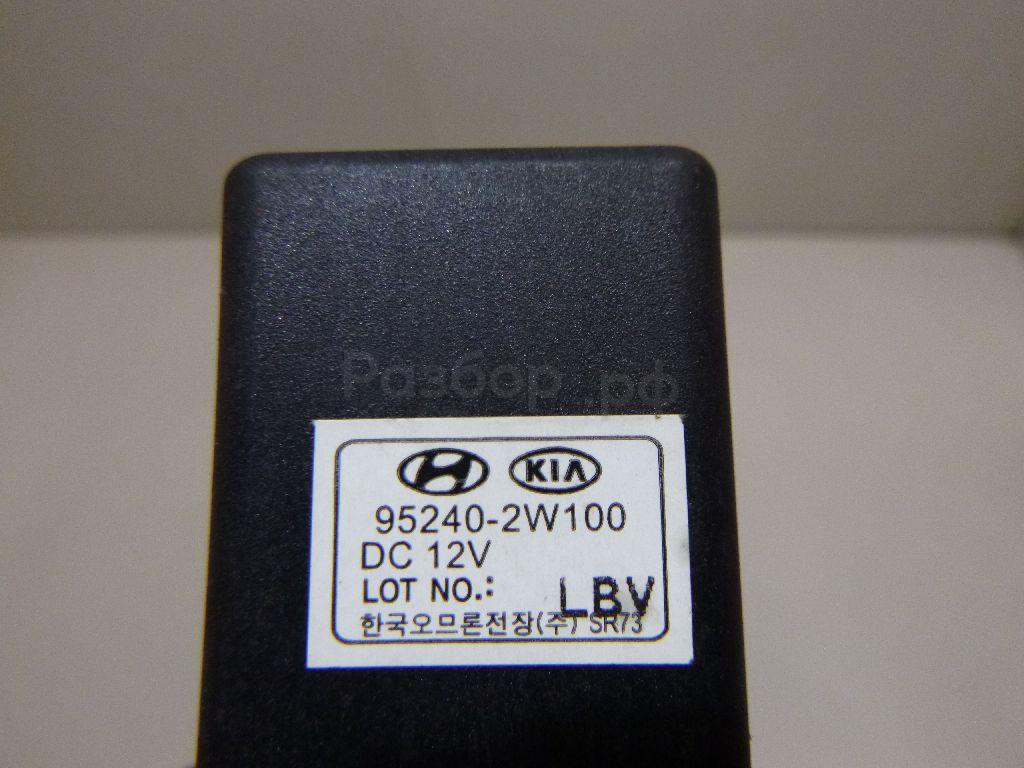 Разбор.рф
KIA
95240-2W100
DC 12V
LOT NO.: LBV
한국오므론전장(주) SR73